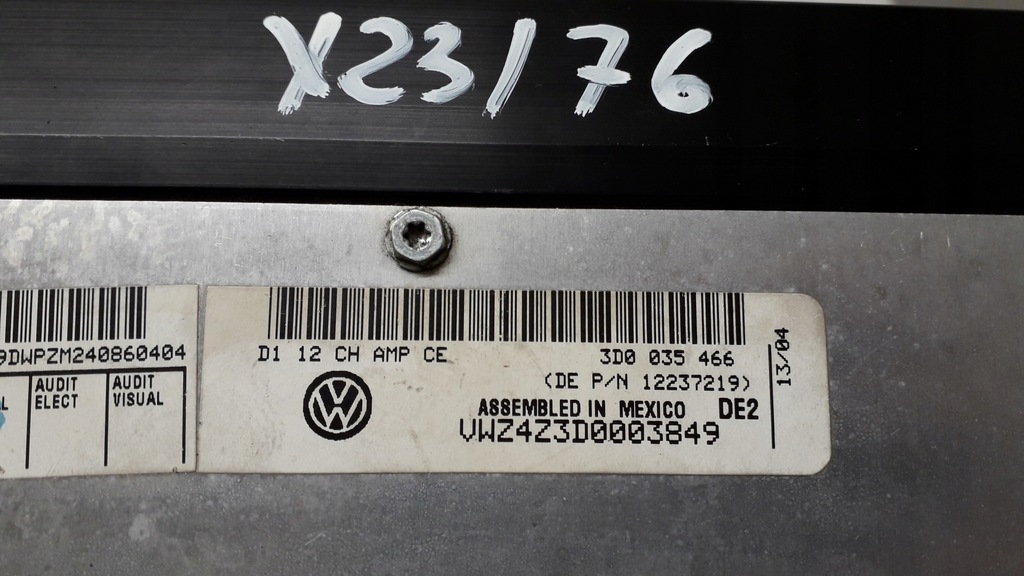 X23/76
9DWPZM240860404
AUDIT ELECT
AUDIT VISUAL
D1 12 CH AMP CE
3D0 035 466
(DE P/N 12237219)
ASSEMBLED IN MEXICO DE2
VWZ4Z3D0003849
13/04